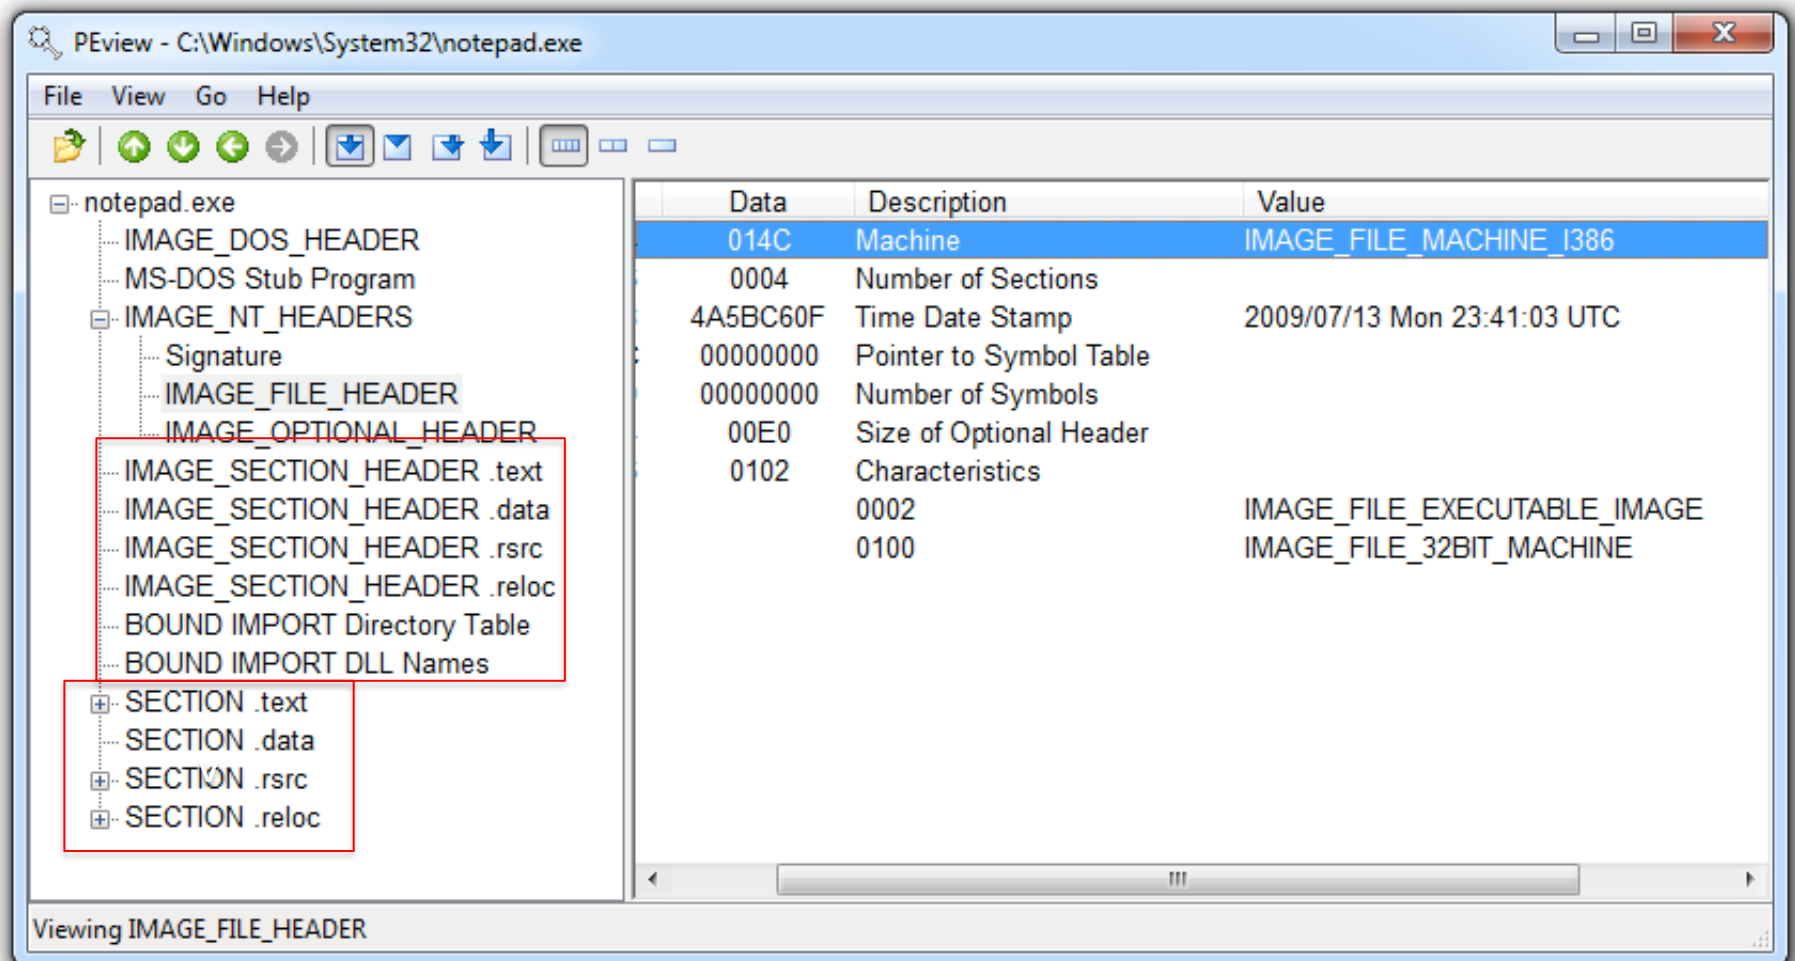 PEview - C:\Windows\System32\notepad.exe
File View Go Help
notepad.exe
IMAGE_DOS_HEADER
MS-DOS Stub Program
IMAGE_NT_HEADERS
Signature
IMAGE_FILE_HEADER
IMAGE_OPTIONAL_HEADER
IMAGE_SECTION_HEADER .text
IMAGE_SECTION_HEADER .data
IMAGE_SECTION_HEADER .rsrc
IMAGE_SECTION_HEADER .reloc
BOUND IMPORT Directory Table
BOUND IMPORT DLL Names
SECTION .text
SECTION .data
SECTION .rsrc
SECTION .reloc
Data Description Value
014C Machine IMAGE_FILE_MACHINE_I386
0004 Number of Sections
4A5BC60F Time Date Stamp 2009/07/13 Mon 23:41:03 UTC
00000000 Pointer to Symbol Table
00000000 Number of Symbols
00E0 Size of Optional Header
0102 Characteristics
0002 IMAGE_FILE_EXECUTABLE_IMAGE
0100 IMAGE_FILE_32BIT_MACHINE
Viewing IMAGE_FILE_HEADER